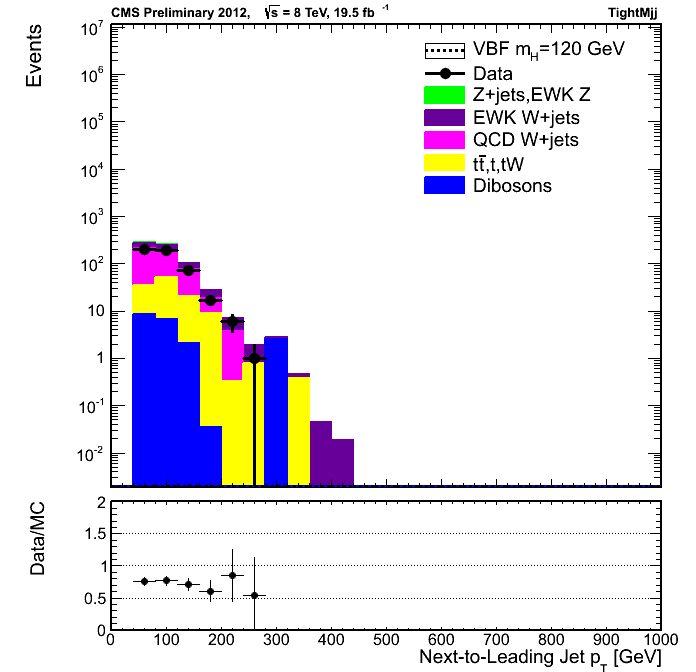 CMS Preliminary 2012, √s = 8 TeV, 19.5 fb⁻¹ TightMjj
Events
10⁷
10⁶
10⁵
10⁴
10³
10²
10
1
10⁻¹
10⁻²
VBF m_H=120 GeV
Data
Z+jets,EWK Z
EWK W+jets
QCD W+jets
tt̄,t,tW
Dibosons
Data/MC
2
1.5
1
0.5
0
0 100 200 300 400 500 600 700 800 900 1000
Next-to-Leading Jet p_T [GeV]